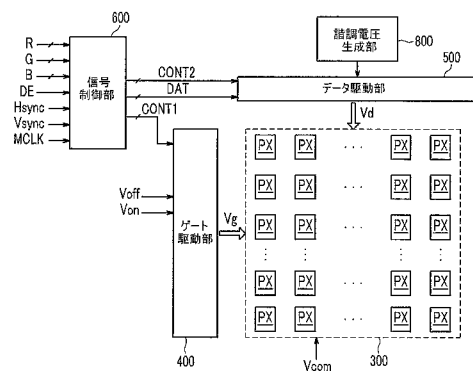 600
R
G
B
DE
Hsync
Vsync
MCLK
信号
制御部
CONT2
DAT
CONT1
諧調電圧
生成部
800
500
データ駆動部
Vd
Voff
Von
ゲート
駆動部
Vg
400
PX PX ... PX PX
PX PX ... PX PX
PX PX ... PX PX
PX PX ... PX PX
PX PX ... PX PX
Vcom
300